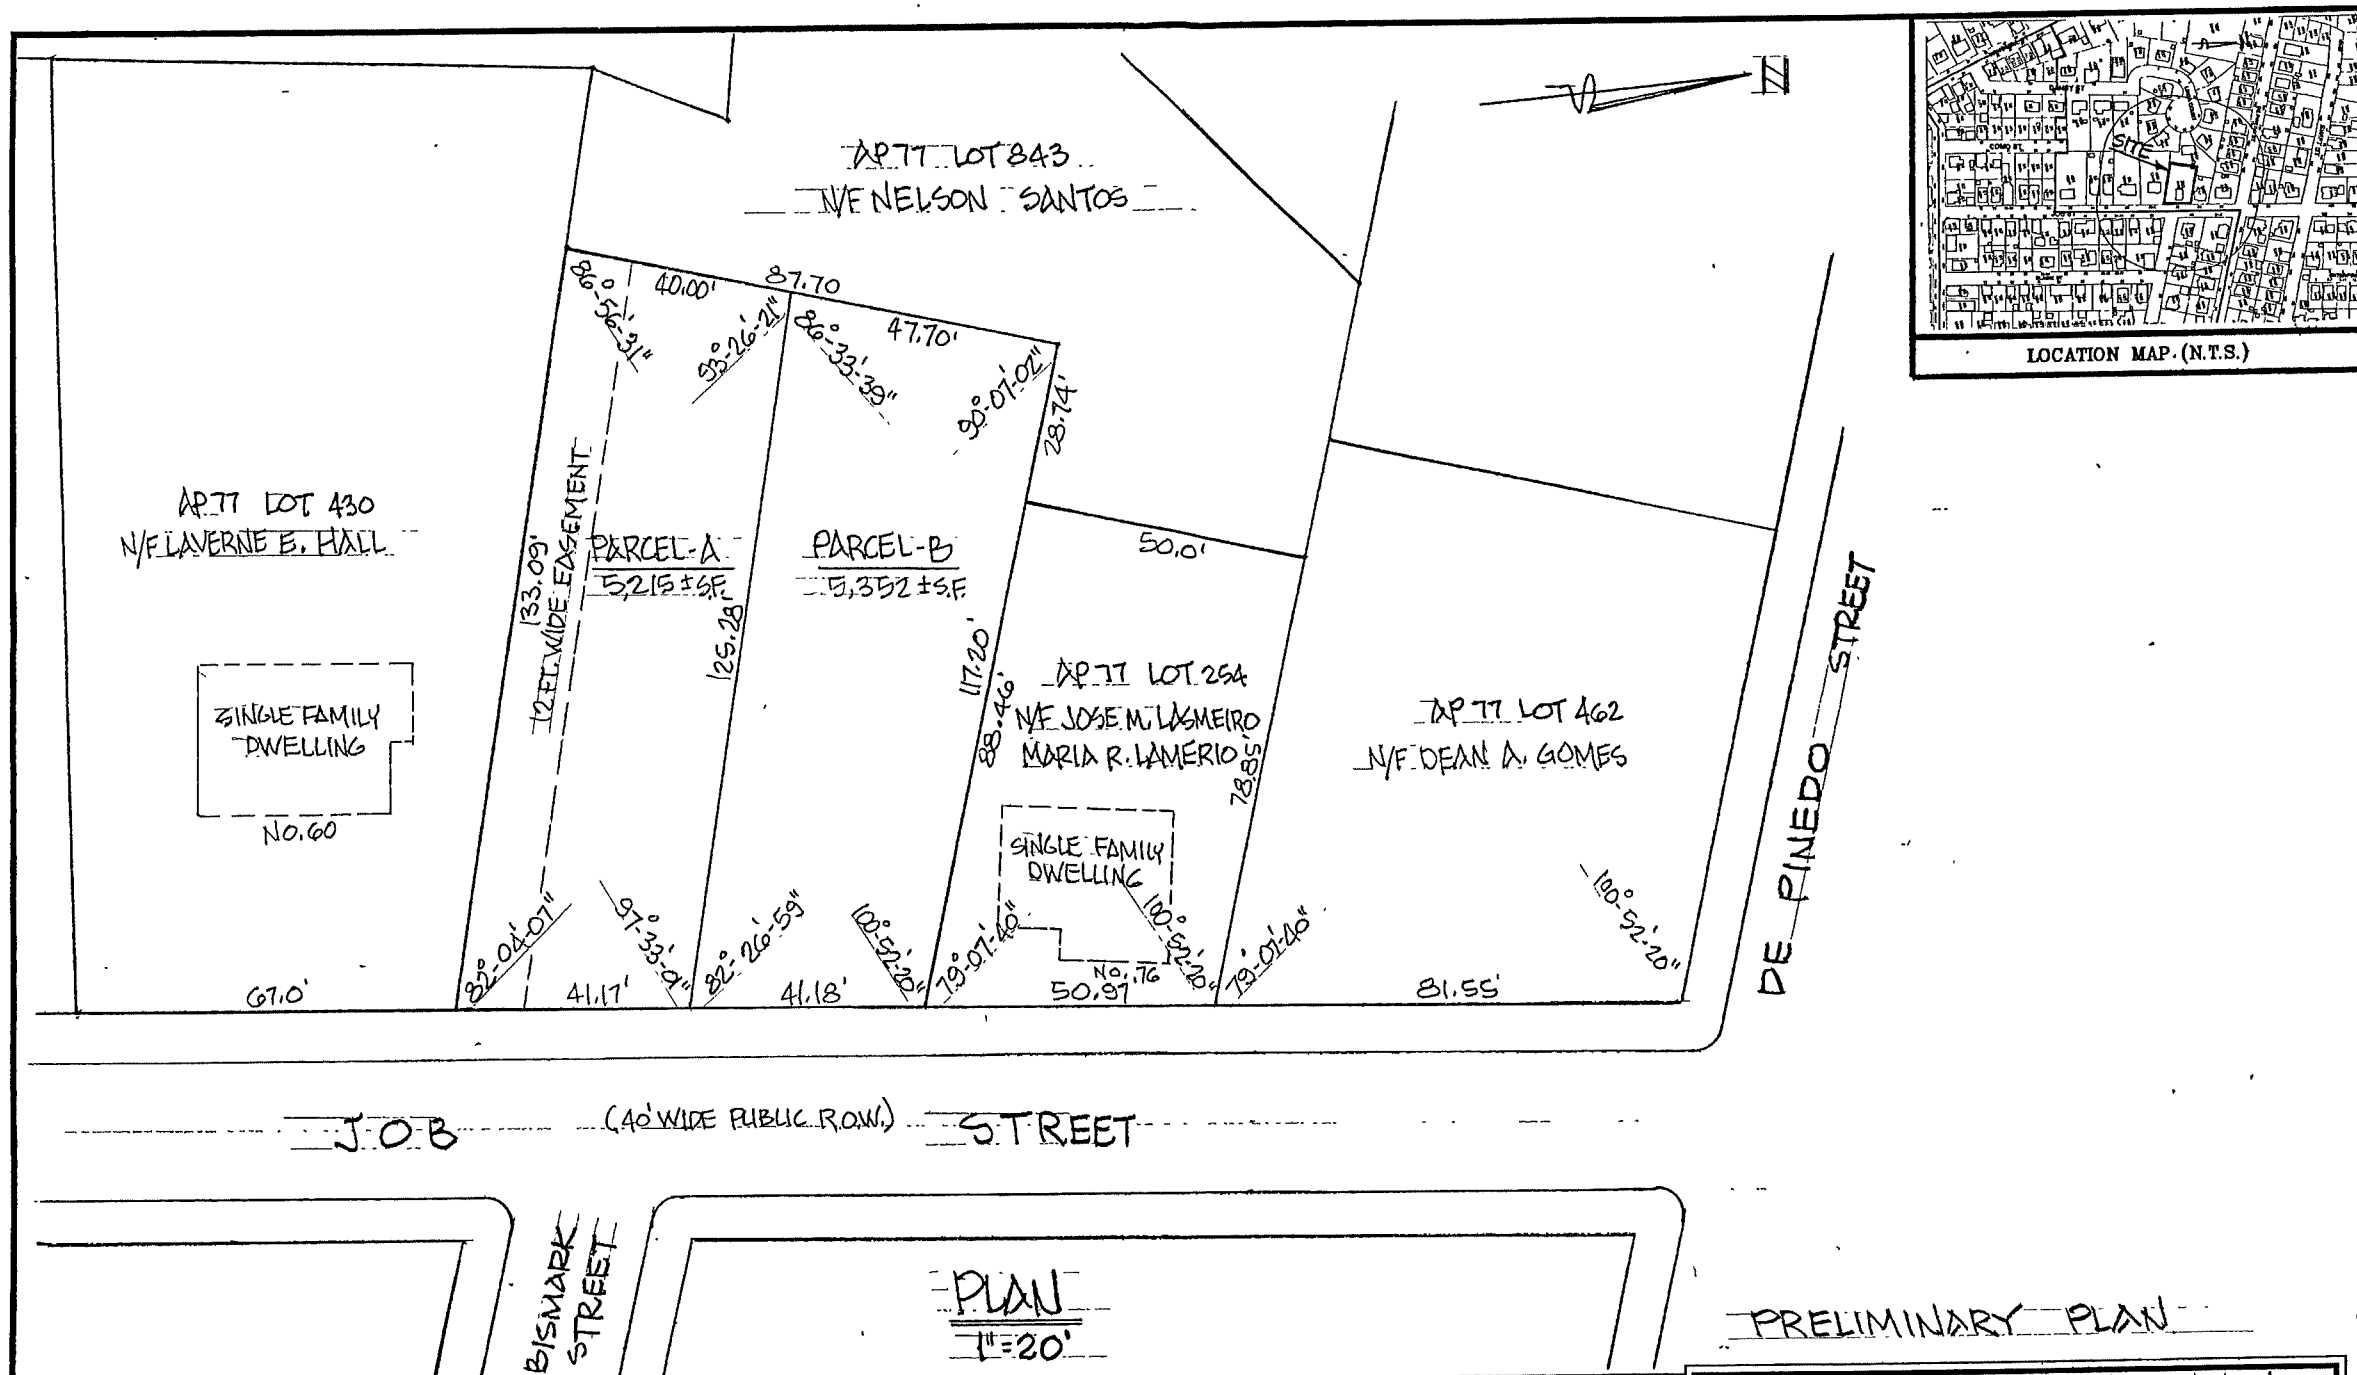 AP 77 LOT 843
N/F NELSON SANTOS
N
SITE
COMO ST.
JOB ST.
LOCATION MAP. (N.T.S.)
40.00'
87.70
47.70'
86°-56'-31"
93°-26'-21"
86°-33'-39"
90°-07'-02"
28.74'
AP 77 LOT 430
N/F LAVERNE E. HALL
133.09'
12 FT. WIDE EASEMENT
PARCEL-A
5,215 ± S.F.
125.28'
PARCEL-B
5,352 ± S.F.
117.20'
88.46'
50.0'
AP 77 LOT 254
N/F JOSE M. LASMEIRO
MARIA R. LAMERIO
78.85'
AP 77 LOT 462
N/F DEAN A. GOMES
DE PINEDO STREET
SINGLE FAMILY
DWELLING
NO. 60
SINGLE FAMILY
DWELLING
NO. 76
82°-04'-07"
97°-33'-01"
82°-26'-59"
100°-52'-20"
79°-07'-40"
100°-52'-20"
79°-07'-40"
100°-52'-20"
67.0'
41.17'
41.18'
50.97'
81.55'
JOB (40' WIDE PUBLIC R.O.W.) STREET
BISMARK
STREET
PLAN
1"=20'
PRELIMINARY PLAN